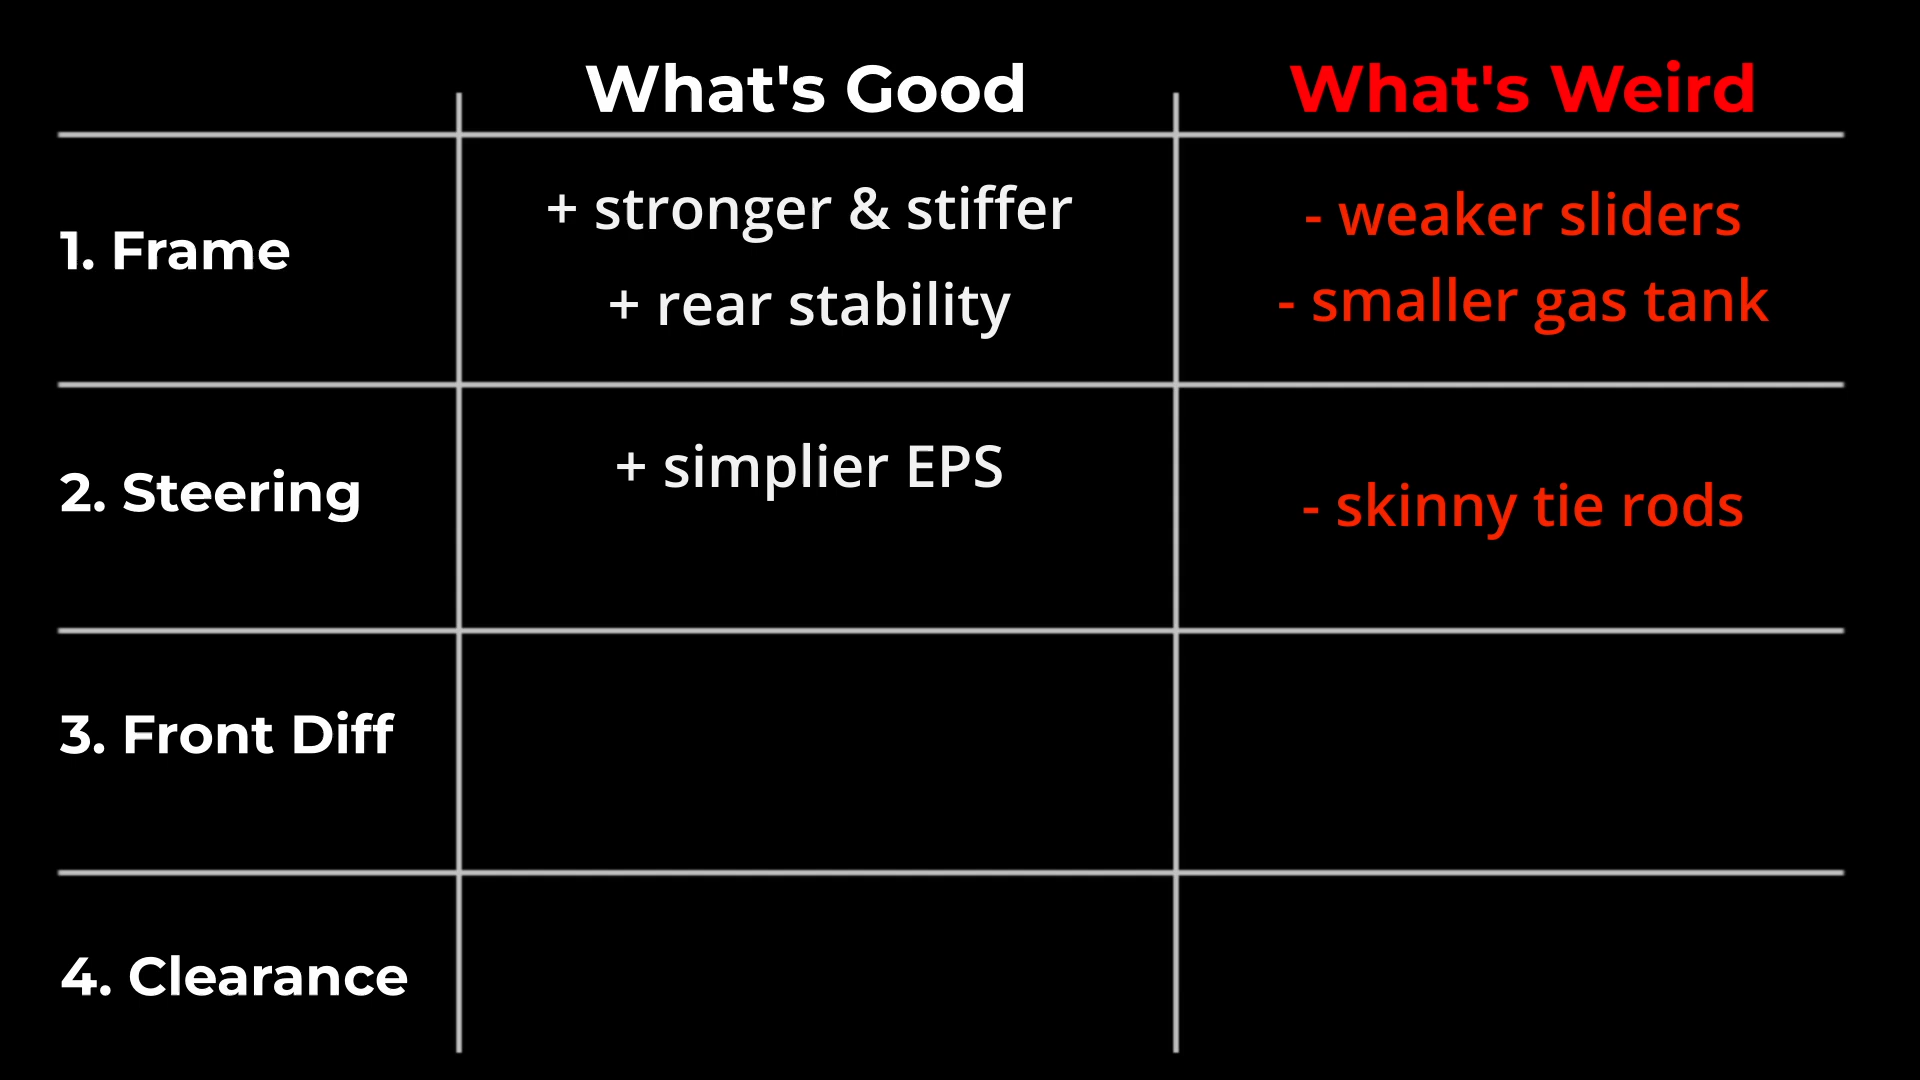 What's Good
What's Weird
1. Frame
+ stronger & stiffer
+ rear stability
- weaker sliders
- smaller gas tank
2. Steering
+ simplier EPS
- skinny tie rods
3. Front Diff
4. Clearance